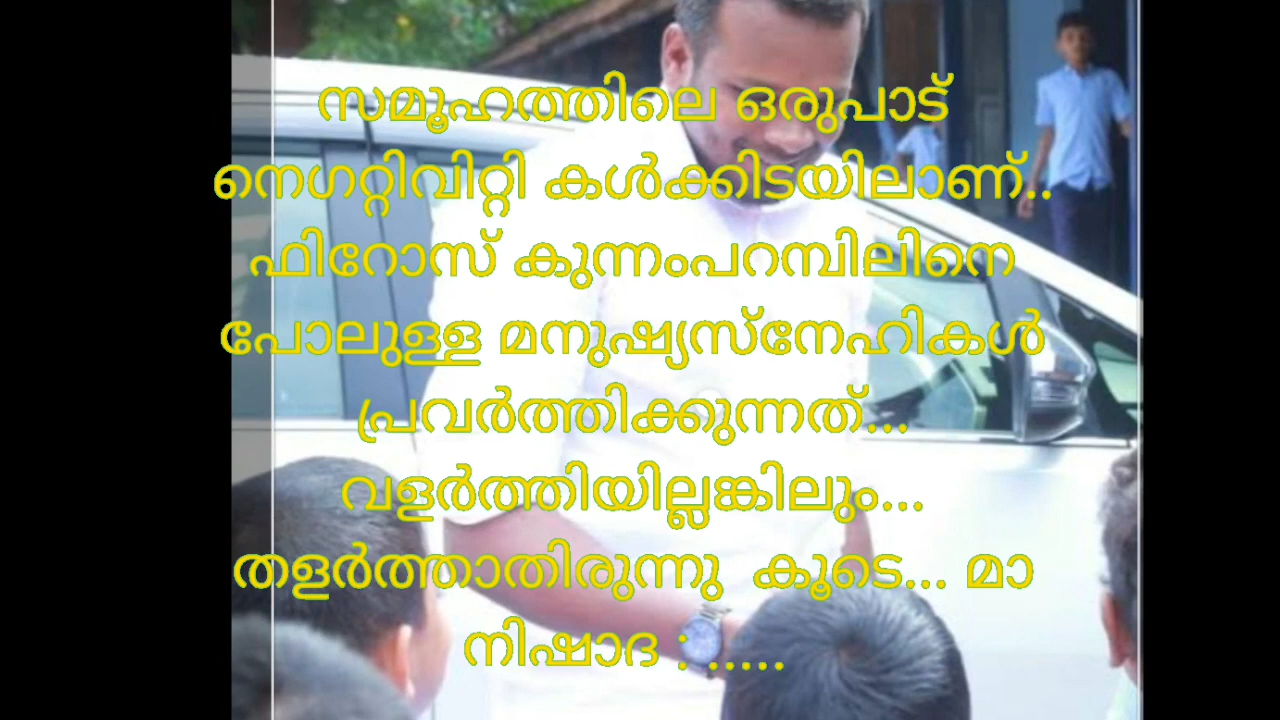 സമൂഹത്തിലെ ഒരുപാട്
നെഗറ്റിവിറ്റി കൾക്കിടയിലാണ്..
ഫിറോസ് കുന്നംപറമ്പിലിനെ
പോലുള്ള മനുഷ്യസ്നേഹികൾ
പ്രവർത്തിക്കുന്നത്...
വളർത്തിയില്ലങ്കിലും...
തളർത്താതിരുന്നു കൂടെ... മാ
നിഷാദ : .....